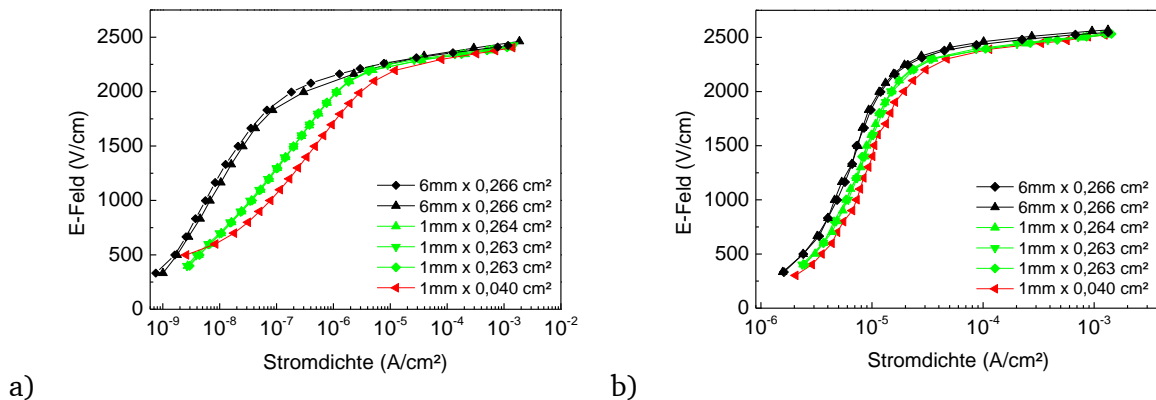 2500
2000
1500
1000
500
0
E-Feld (V/cm)
6mm x 0,266 cm²
6mm x 0,266 cm²
1mm x 0,264 cm²
1mm x 0,263 cm²
1mm x 0,263 cm²
1mm x 0,040 cm²
10⁻⁹ 10⁻⁸ 10⁻⁷ 10⁻⁶ 10⁻⁵ 10⁻⁴ 10⁻³ 10⁻²
Stromdichte (A/cm²)
a)
2500
2000
1500
1000
500
0
E-Feld (V/cm)
6mm x 0,266 cm²
6mm x 0,266 cm²
1mm x 0,264 cm²
1mm x 0,263 cm²
1mm x 0,263 cm²
1mm x 0,040 cm²
10⁻⁶ 10⁻⁵ 10⁻⁴ 10⁻³
Stromdichte (A/cm²)
b)